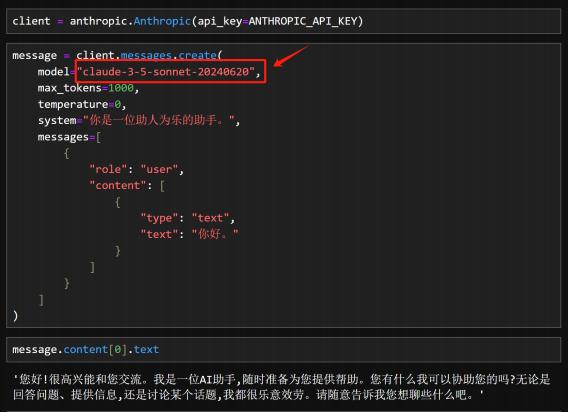 client = anthropic.Anthropic(api_key=ANTHROPIC_API_KEY)
message = client.messages.create(
    model="claude-3-5-sonnet-20240620",
    max_tokens=1000,
    temperature=0,
    system="你是一位助人为乐的助手。",
    messages=[
        {
            "role": "user",
            "content": [
                {
                    "type": "text",
                    "text": "你好。"
                }
            ]
        }
    ]
)
message.content[0].text
'您好!很高兴能和您交流。我是一位AI助手,随时准备为您提供帮助。您有什么我可以协助您的吗?无论是
回答问题、提供信息,还是讨论某个话题,我都很乐意效劳。请随意告诉我您想聊些什么吧。'